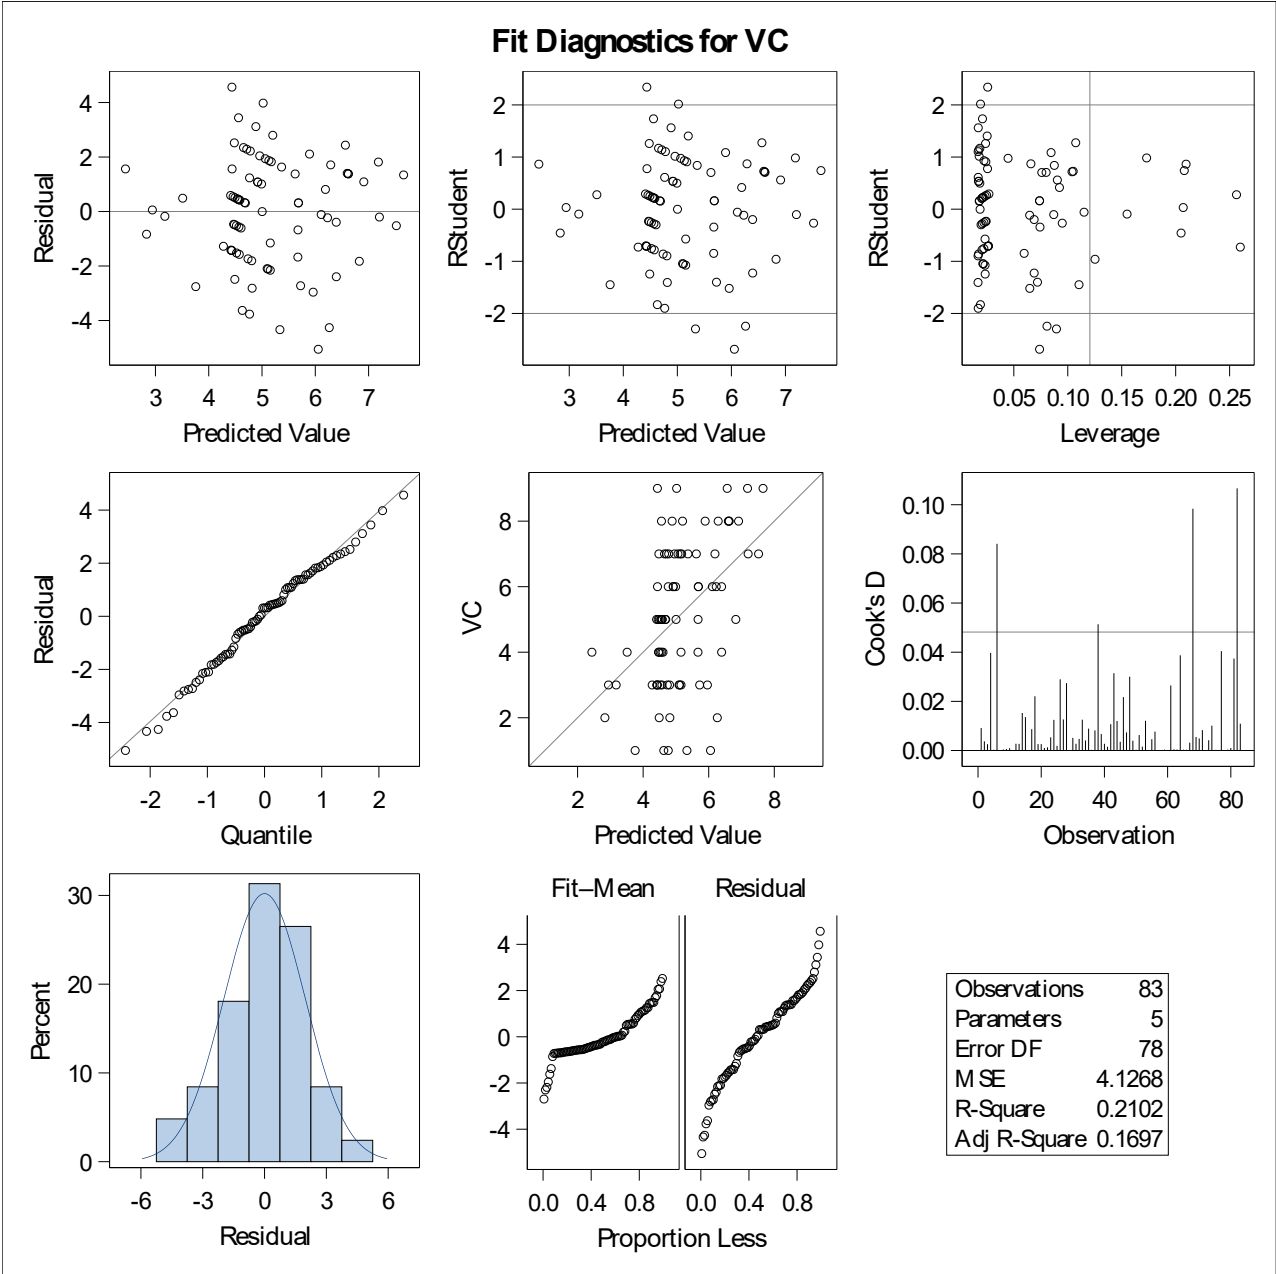 Fit Diagnostics for VC
4
2
0
-2
-4
Residual
3 4 5 6 7
Predicted Value
2
1
0
-1
-2
RStudent
3 4 5 6 7
Predicted Value
2
1
0
-1
-2
RStudent
0.05 0.10 0.15 0.20 0.25
Leverage
4
2
0
-2
-4
Residual
-2 -1 0 1 2
Quantile
8
6
4
2
VC
2 4 6 8
Predicted Value
0.10
0.08
0.06
0.04
0.02
0.00
Cook's D
0 20 40 60 80
Observation
30
20
10
0
Percent
-6 -3 0 3 6
Residual
Fit–Mean Residual
4
2
0
-2
-4
0.0 0.4 0.8 0.0 0.4 0.8
Proportion Less
Observations 83
Parameters 5
Error DF 78
MSE 4.1268
R-Square 0.2102
Adj R-Square 0.1697